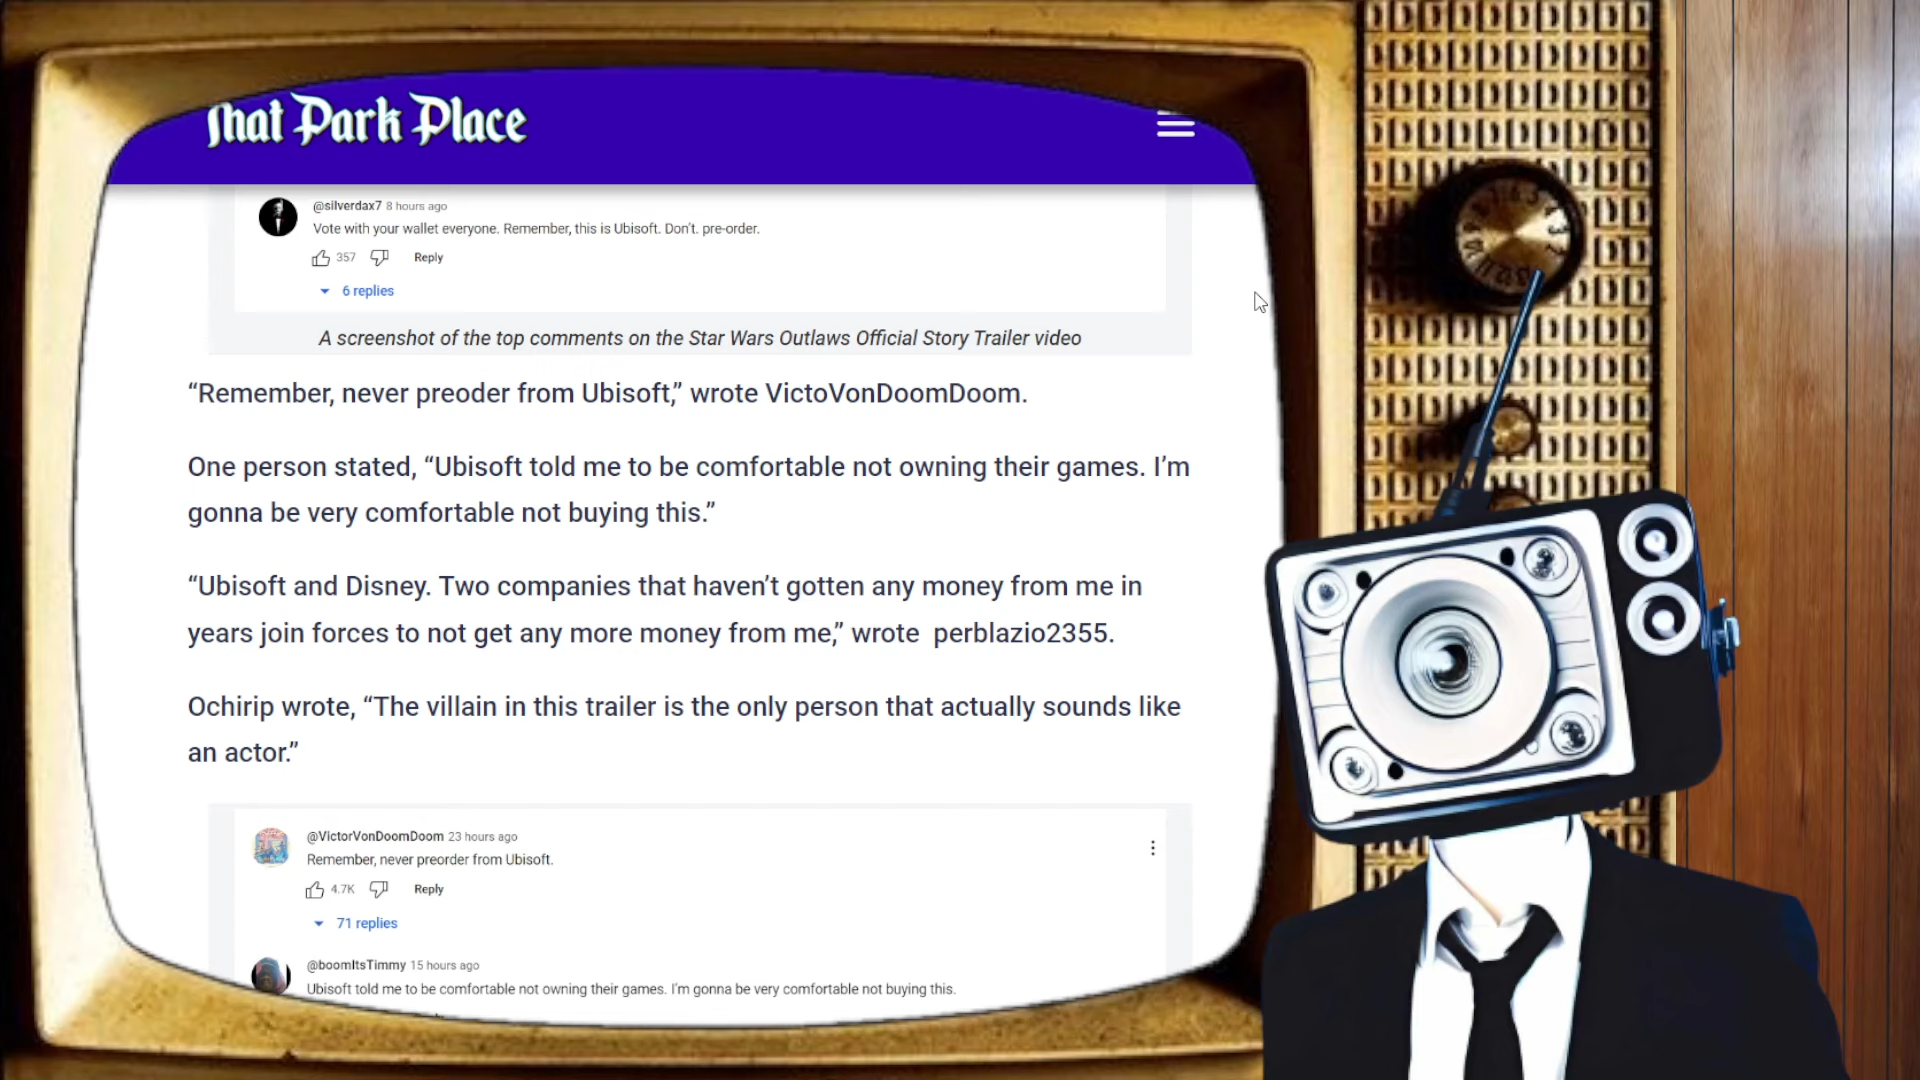 That Park Place
@silverdax7 8 hours ago
Vote with your wallet everyone. Remember, this is Ubisoft. Don't. pre-order.
357 Reply
6 replies
A screenshot of the top comments on the Star Wars Outlaws Official Story Trailer video
“Remember, never preoder from Ubisoft,” wrote VictoVonDoomDoom.
One person stated, “Ubisoft told me to be comfortable not owning their games. I’m
gonna be very comfortable not buying this.”
“Ubisoft and Disney. Two companies that haven’t gotten any money from me in
years join forces to not get any more money from me,” wrote perblazio2355.
Ochirip wrote, “The villain in this trailer is the only person that actually sounds like
an actor.”
@VictorVonDoomDoom 23 hours ago
Remember, never preorder from Ubisoft.
4.7K Reply
71 replies
@boomItsTimmy 15 hours ago
Ubisoft told me to be comfortable not owning their games. I'm gonna be very comfortable not buying this.